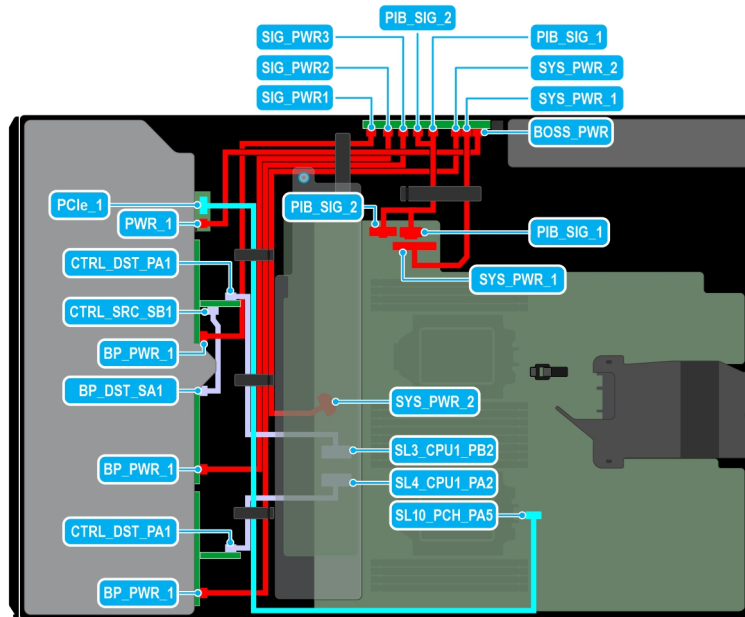 PIB_SIG_2
SIG_PWR3
PIB_SIG_1
SIG_PWR2
SYS_PWR_2
SIG_PWR1
SYS_PWR_1
BOSS_PWR
PCIe_1
PIB_SIG_2
PWR_1
PIB_SIG_1
CTRL_DST_PA1
SYS_PWR_1
CTRL_SRC_SB1
BP_PWR_1
BP_DST_SA1
SYS_PWR_2
SL3_CPU1_PB2
BP_PWR_1
SL4_CPU1_PA2
SL10_PCH_PA5
CTRL_DST_PA1
BP_PWR_1